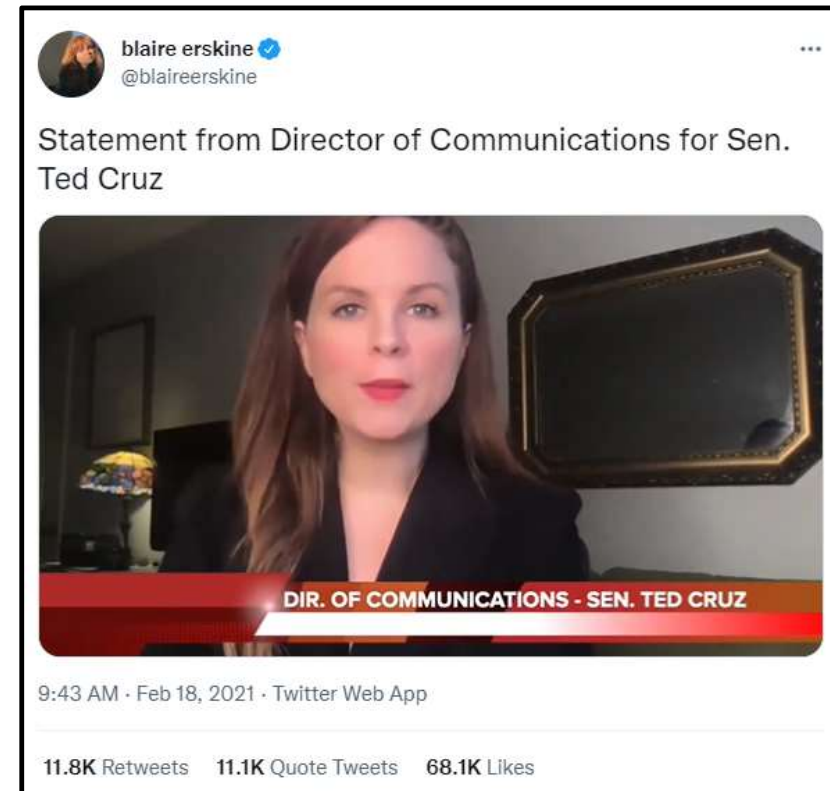 blaire erskine
@blaireerskine
Statement from Director of Communications for Sen.
Ted Cruz
DIR. OF COMMUNICATIONS - SEN. TED CRUZ
9:43 AM · Feb 18, 2021 · Twitter Web App
11.8K Retweets 11.1K Quote Tweets 68.1K Likes